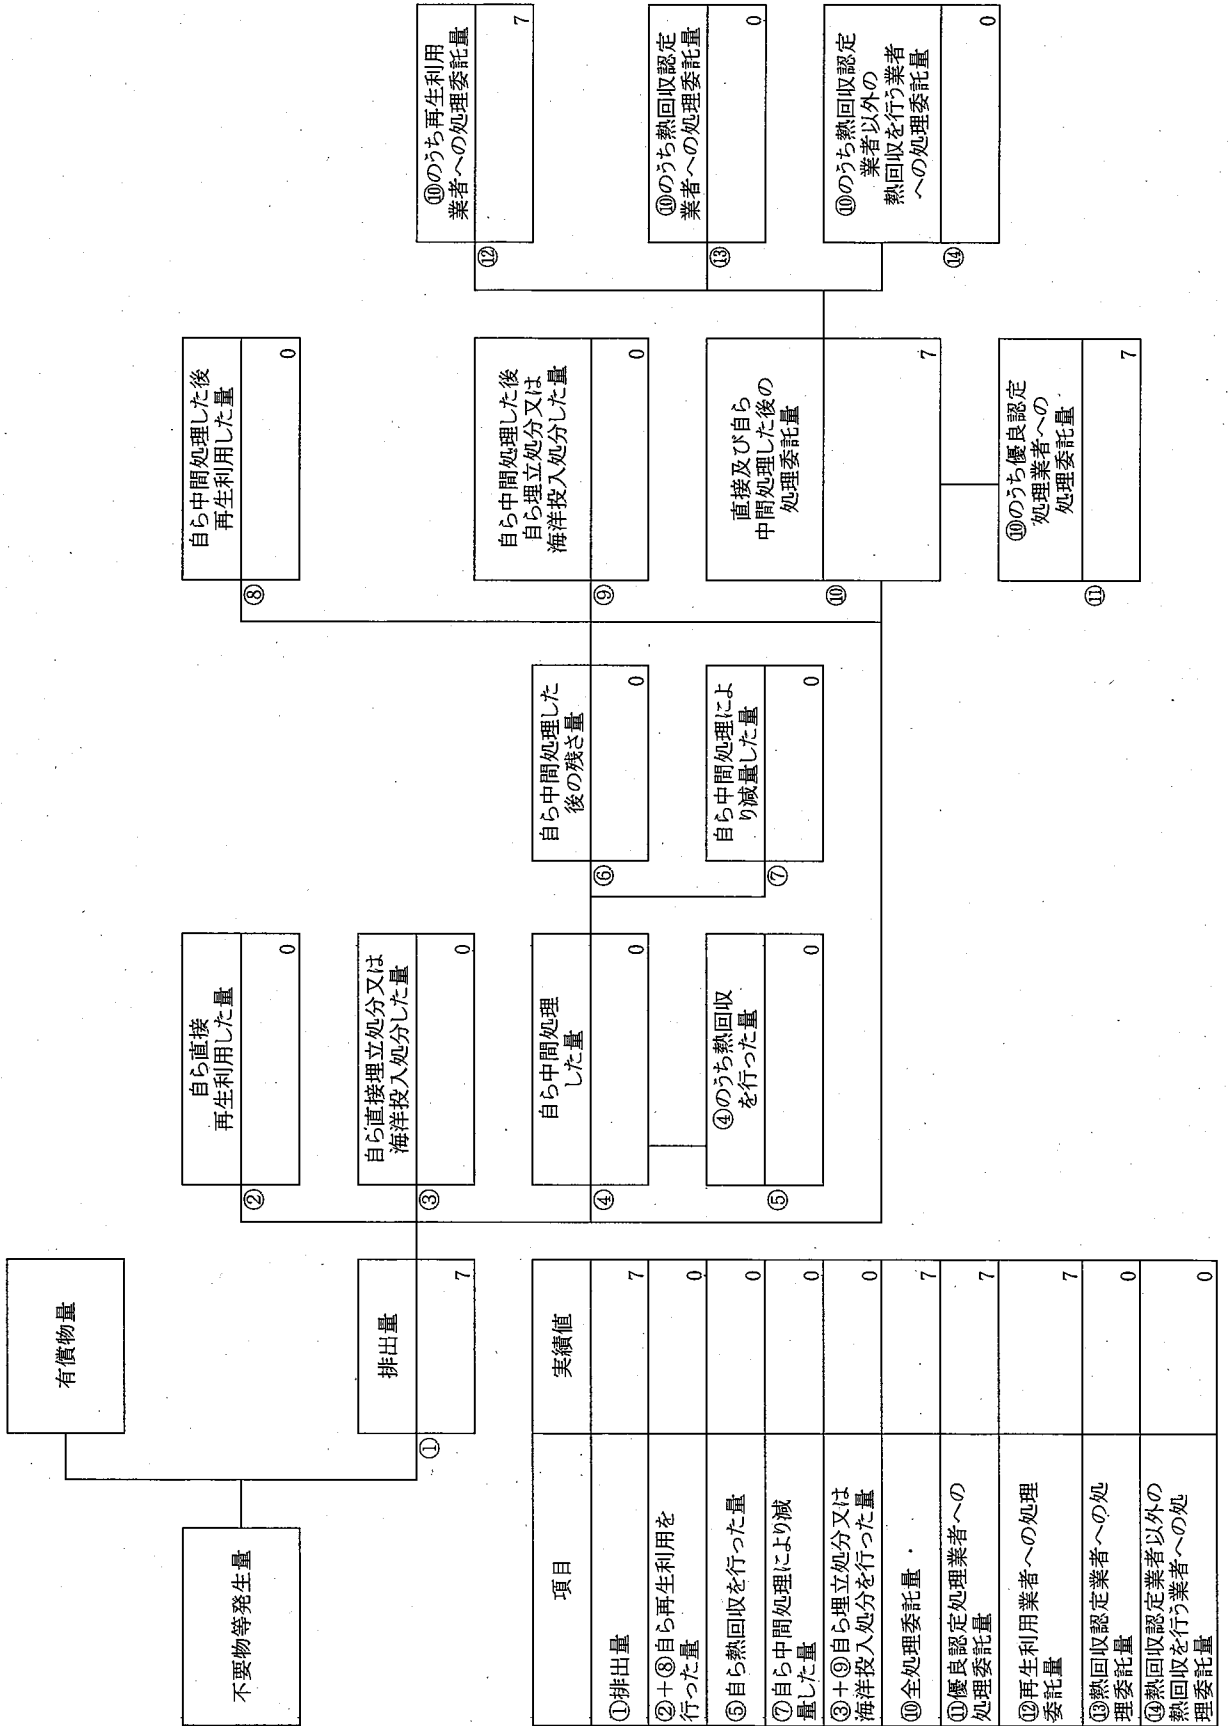 不要物等発生量
有償物量
排出量
①
7
自ら直接
再生利用した量
②
0
自ら直接埋立処分又は
海洋投入処分した量
③
0
自ら中間処理
した量
④
0
④のうち熱回収
を行った量
⑤
0
自ら中間処理した
後の残さ量
⑥
0
自ら中間処理によ
り減量した量
⑦
0
自ら中間処理した後
再生利用した量
⑧
0
自ら中間処理した後
自ら埋立処分又は
海洋投入処分した量
⑨
0
直接及び自ら
中間処理した後の
処理委託量
⑩
7
⑩のうち優良認定
処理業者への
処理委託量
⑪
7
⑩のうち再生利用
業者への処理委託量
⑫
7
⑩のうち熱回収認定
業者への処理委託量
⑬
0
⑩のうち熱回収認定
業者以外の
熱回収を行う業者
への処理委託量
⑭
0
項目 実績値
①排出量 7
②+⑧自ら再生利用を
行った量 0
⑤自ら熱回収を行った量 0
⑦自ら中間処理により減
量した量 0
③+⑨自ら埋立処分又は
海洋投入処分を行った量 0
⑩全処理委託量 7
⑪優良認定処理業者への
処理委託量 7
⑫再生利用業者への処理
委託量 7
⑬熱回収認定業者への処
理委託量 0
⑭熱回収認定業者以外の
熱回収を行う業者への処
理委託量 0